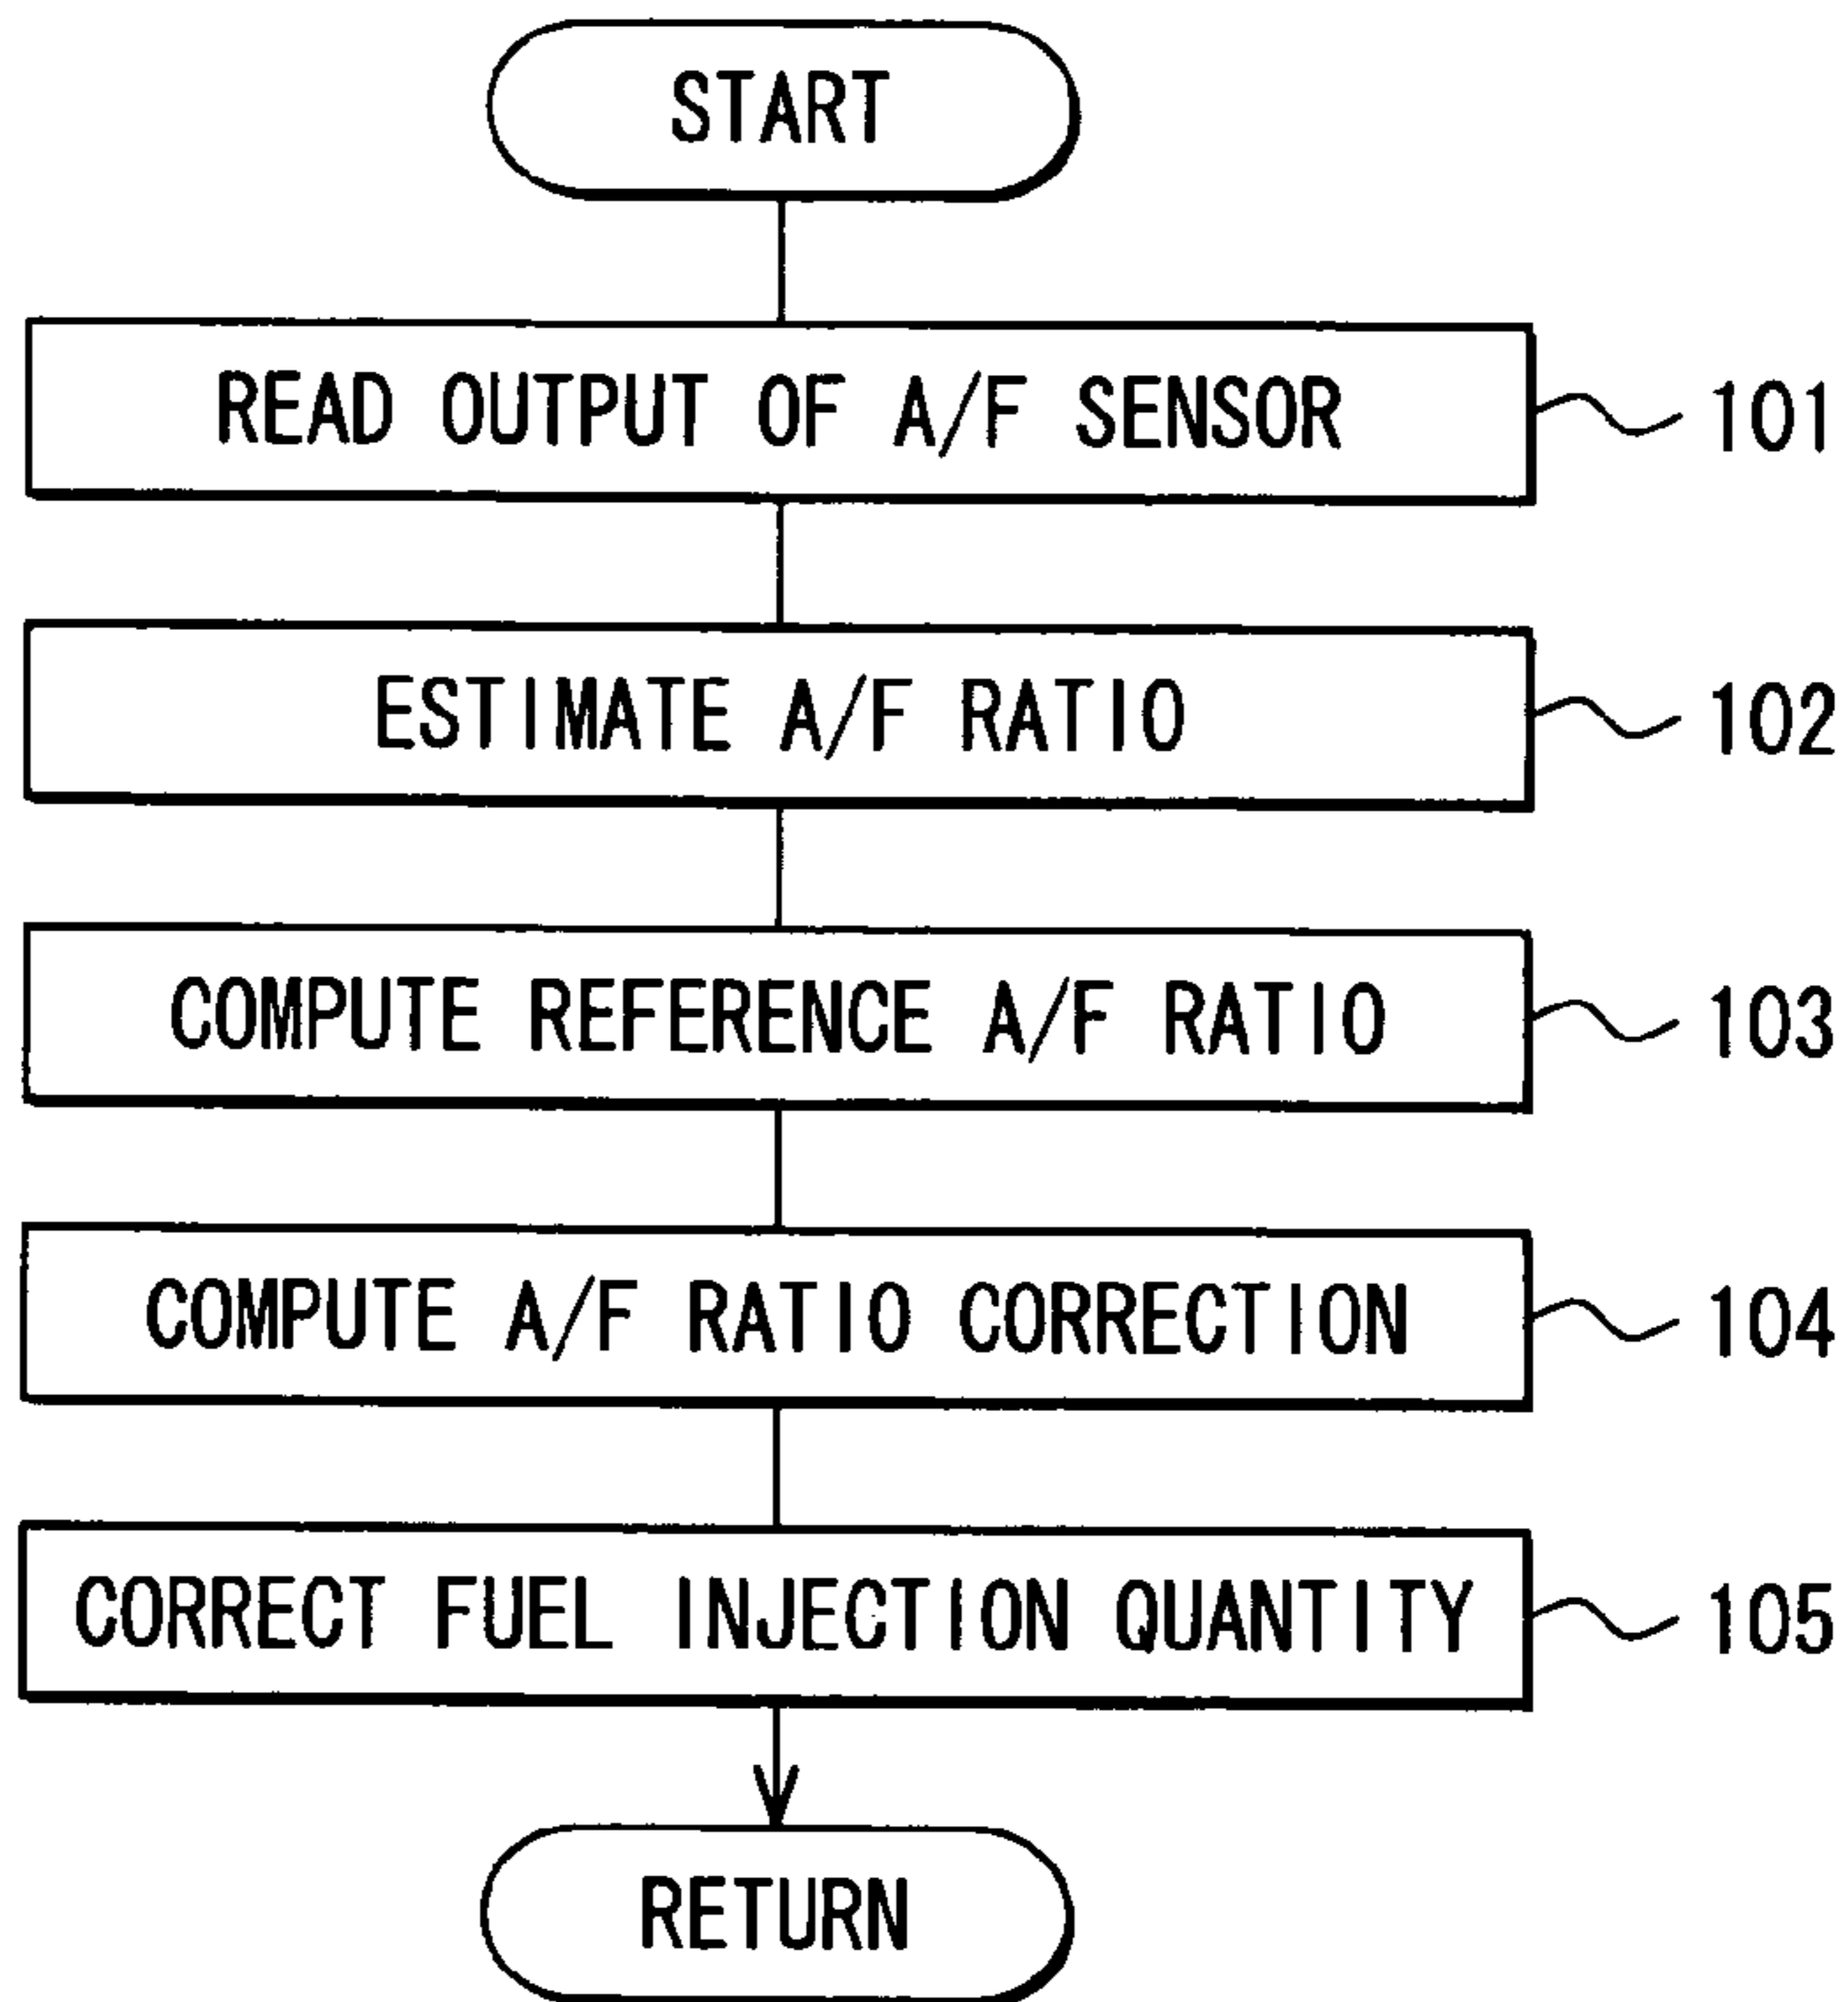 START
READ OUTPUT OF A/F SENSOR
101
ESTIMATE A/F RATIO
102
COMPUTE REFERENCE A/F RATIO
103
COMPUTE A/F RATIO CORRECTION
104
CORRECT FUEL INJECTION QUANTITY
105
RETURN